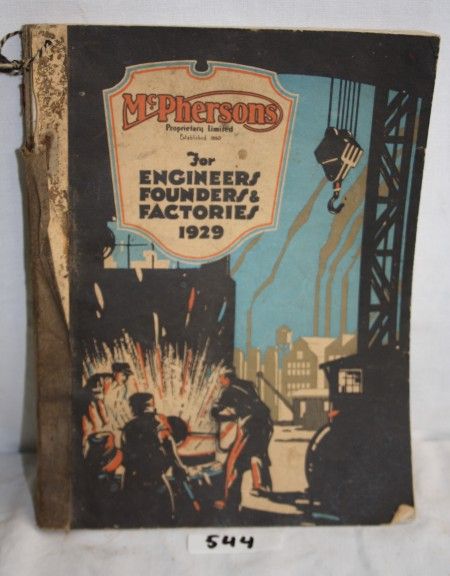 McPhersons
Proprietary Limited
Established 1860
For
ENGINEERS
FOUNDERS &
FACTORIES
1929
544